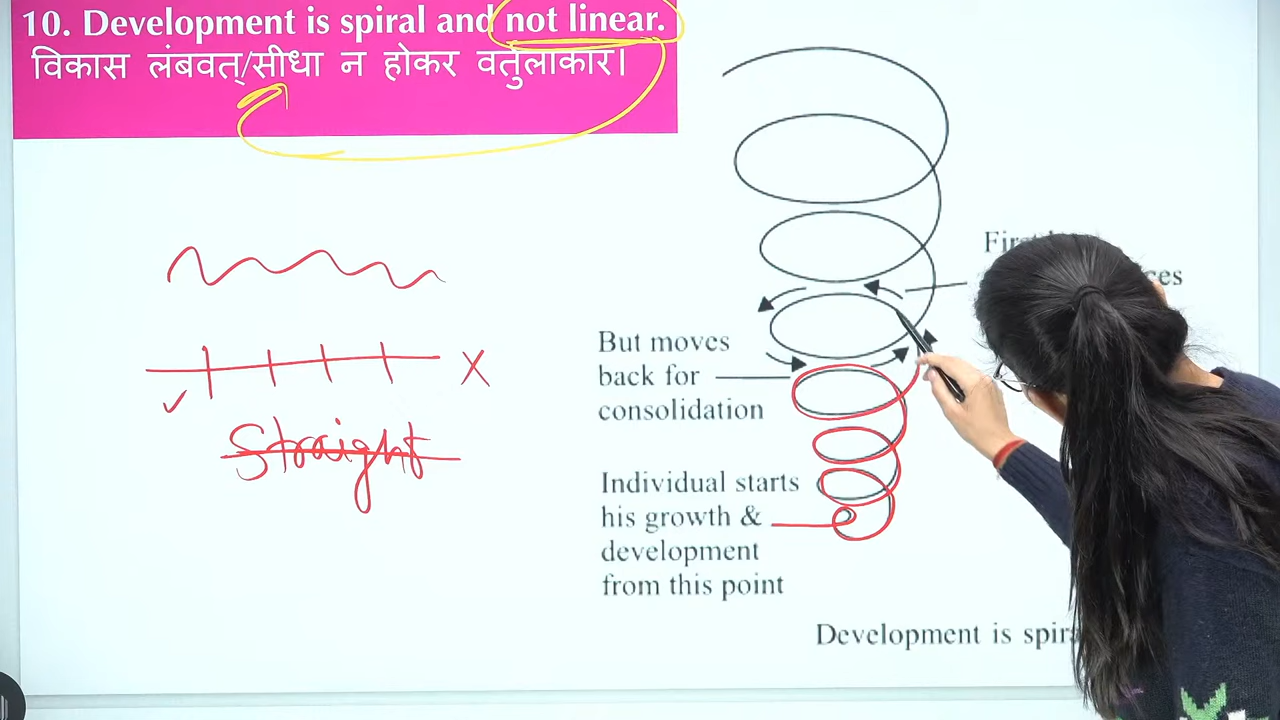 10. Development is spiral and not linear.
विकास लंबवत्/सीधा न होकर वर्तुलाकार।
But moves
back for
consolidation
Straight
X
Individual starts
his growth &
development
from this point
Development is